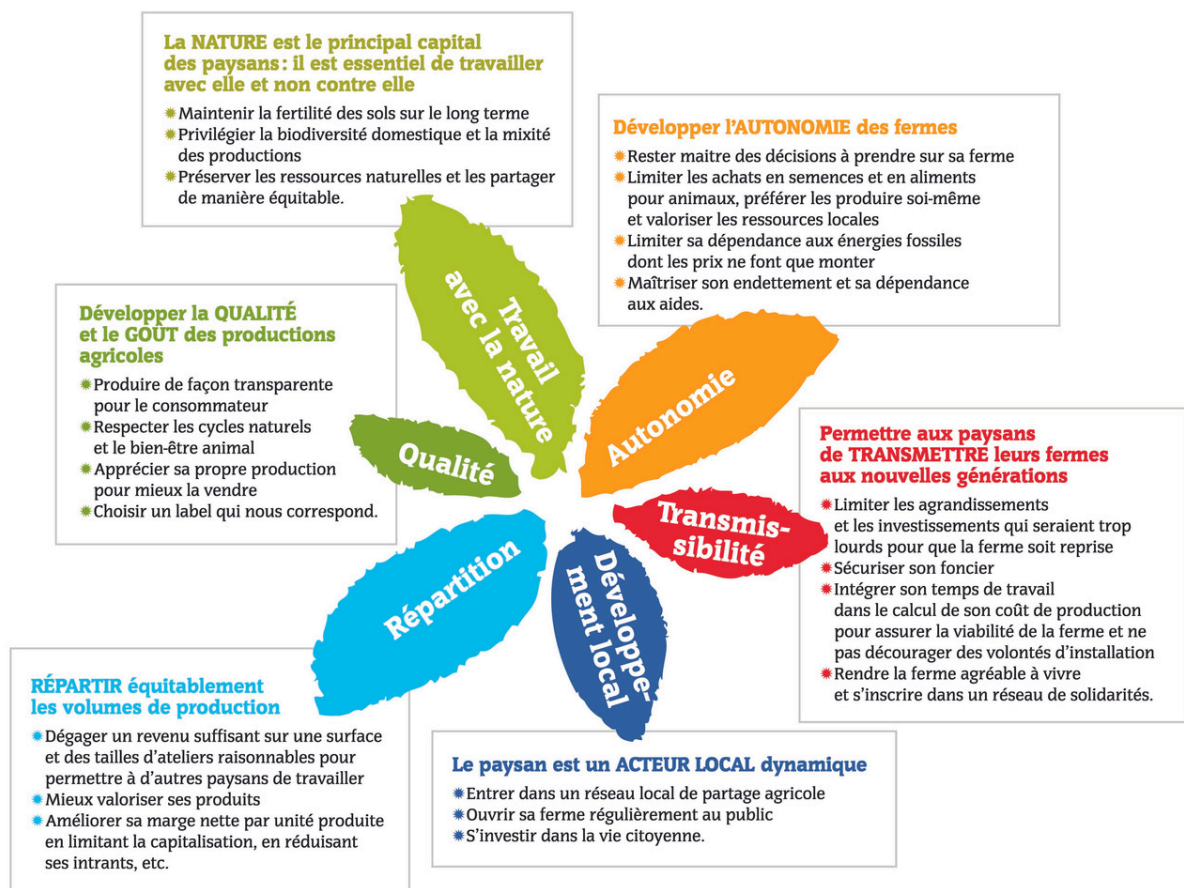 La NATURE est le principal capital
des paysans : il est essentiel de travailler
avec elle et non contre elle
Maintenir la fertilité des sols sur le long terme
Privilégier la biodiversité domestique et la mixité
des productions
Préserver les ressources naturelles et les partager
de manière équitable.
Développer l'AUTONOMIE des fermes
Rester maitre des décisions à prendre sur sa ferme
Limiter les achats en semences et en aliments
pour animaux, préférer les produire soi-même
et valoriser les ressources locales
Limiter sa dépendance aux énergies fossiles
dont les prix ne font que monter
Maîtriser son endettement et sa dépendance
aux aides.
Développer la QUALITÉ
et le GOÛT des productions
agricoles
Produire de façon transparente
pour le consommateur
Respecter les cycles naturels
et le bien-être animal
Apprécier sa propre production
pour mieux la vendre
Choisir un label qui nous correspond.
Travail
avec la nature
Autonomie
Qualité
Transmis-
sibilité
Répartition
Développe-
ment local
Permettre aux paysans
de TRANSMETTRE leurs fermes
aux nouvelles générations
Limiter les agrandissements
et les investissements qui seraient trop
lourds pour que la ferme soit reprise
Sécuriser son foncier
Intégrer son temps de travail
dans le calcul de son coût de production
pour assurer la viabilité de la ferme et ne
pas décourager des volontés d'installation
Rendre la ferme agréable à vivre
et s'inscrire dans un réseau de solidarités.
RÉPARTIR équitablement
les volumes de production
Dégager un revenu suffisant sur une surface
et des tailles d'ateliers raisonnables pour
permettre à d'autres paysans de travailler
Mieux valoriser ses produits
Améliorer sa marge nette par unité produite
en limitant la capitalisation, en réduisant
ses intrants, etc.
Le paysan est un ACTEUR LOCAL dynamique
Entrer dans un réseau local de partage agricole
Ouvrir sa ferme régulièrement au public
S'investir dans la vie citoyenne.